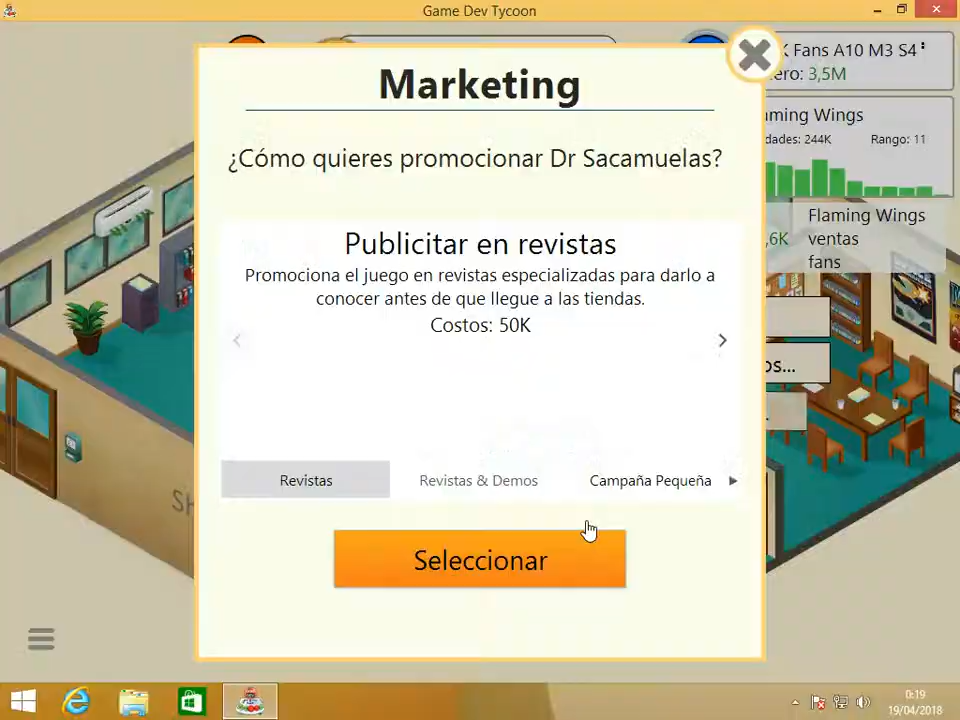 Game Dev Tycoon
Marketing
K Fans A10 M3 S4
ero: 3,5M
¿Cómo quieres promocionar Dr Sacamuelas?
ming Wings
dades: 244K Rango: 11
Flaming Wings
,6K ventas
fans
Publicitar en revistas
Promociona el juego en revistas especializadas para darlo a
conocer antes de que llegue a las tiendas.
Costos: 50K
os...
Revistas Revistas & Demos Campaña Pequeña
SH
Seleccionar
0:19
19/04/2018